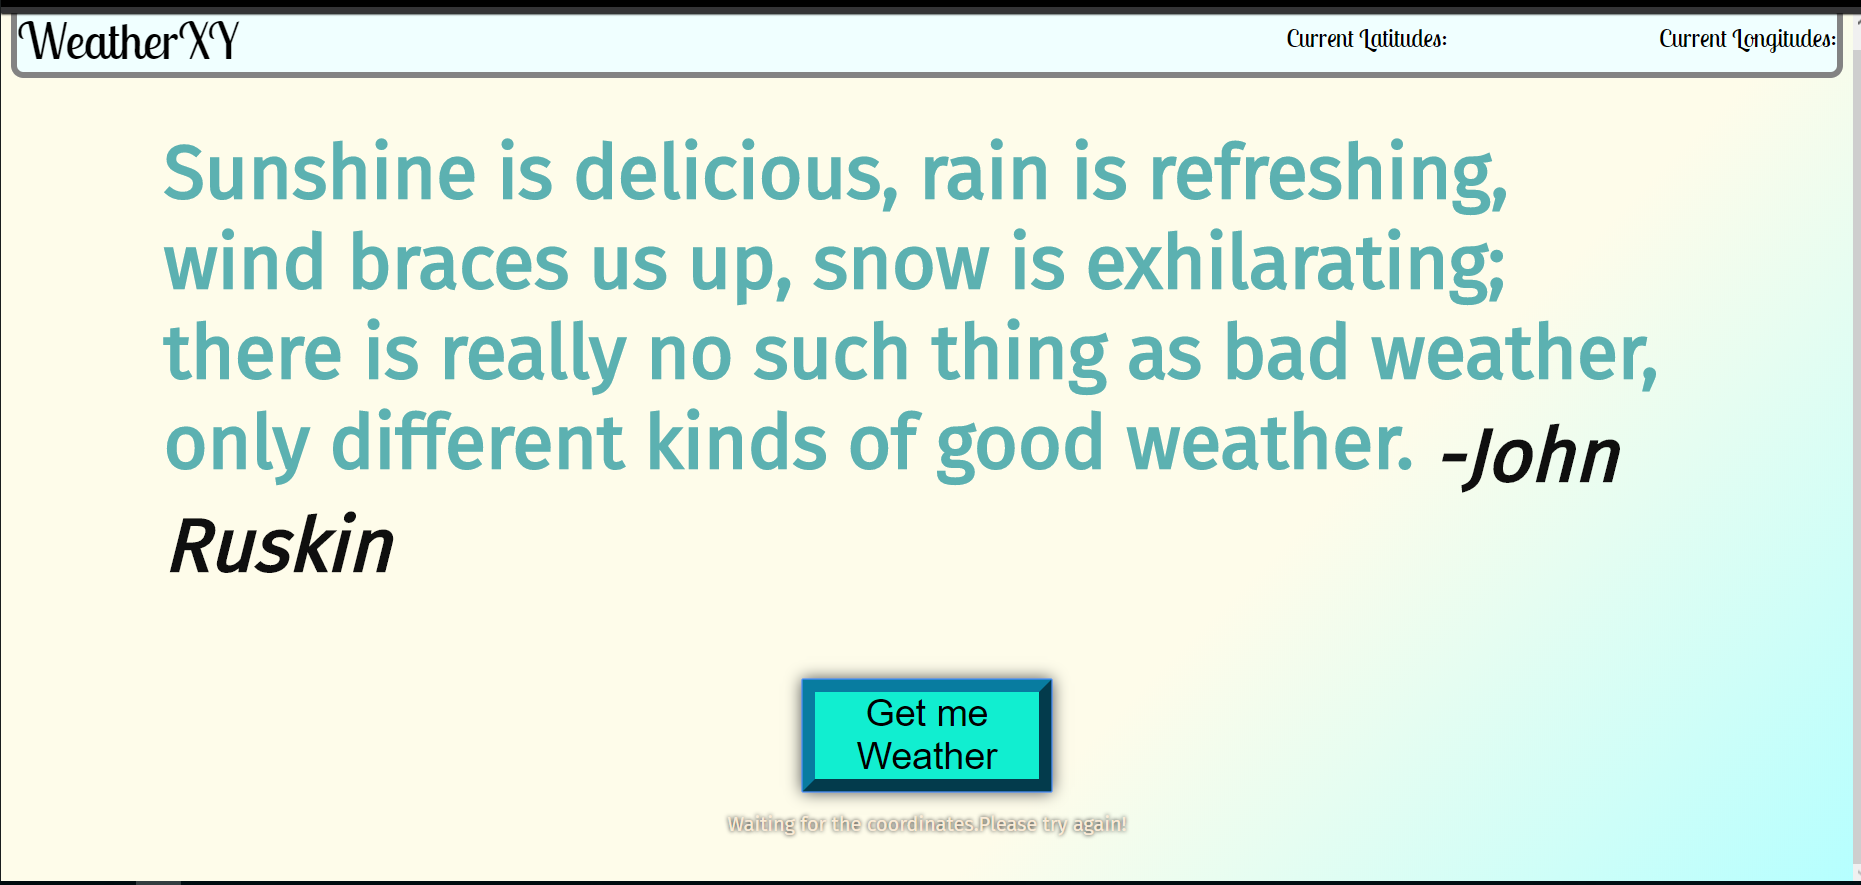 WeatherXY
Current Latitudes:
Current Longitudes:
Sunshine is delicious, rain is refreshing,
wind braces us up, snow is exhilarating;
there is really no such thing as bad weather,
only different kinds of good weather. -John
Ruskin
Get me
Weather
Waiting for the coordinates.Please try again!